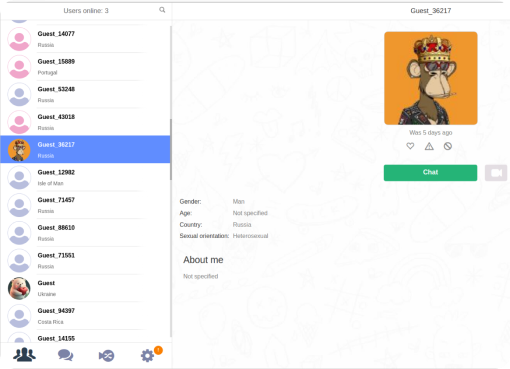 Users online: 3
Guest_14077
Russia
Guest_15889
Portugal
Guest_53248
Russia
Guest_43018
Russia
Guest_36217
Russia
Guest_12982
Isle of Man
Guest_71457
Russia
Guest_88610
Russia
Guest_71551
Russia
Guest
Ukraine
Guest_94397
Costa Rica
Guest_14155
Guest_36217
Was 5 days ago
Chat
Gender: Man
Age: Not specified
Country: Russia
Sexual orientation: Heterosexual
About me
Not specified